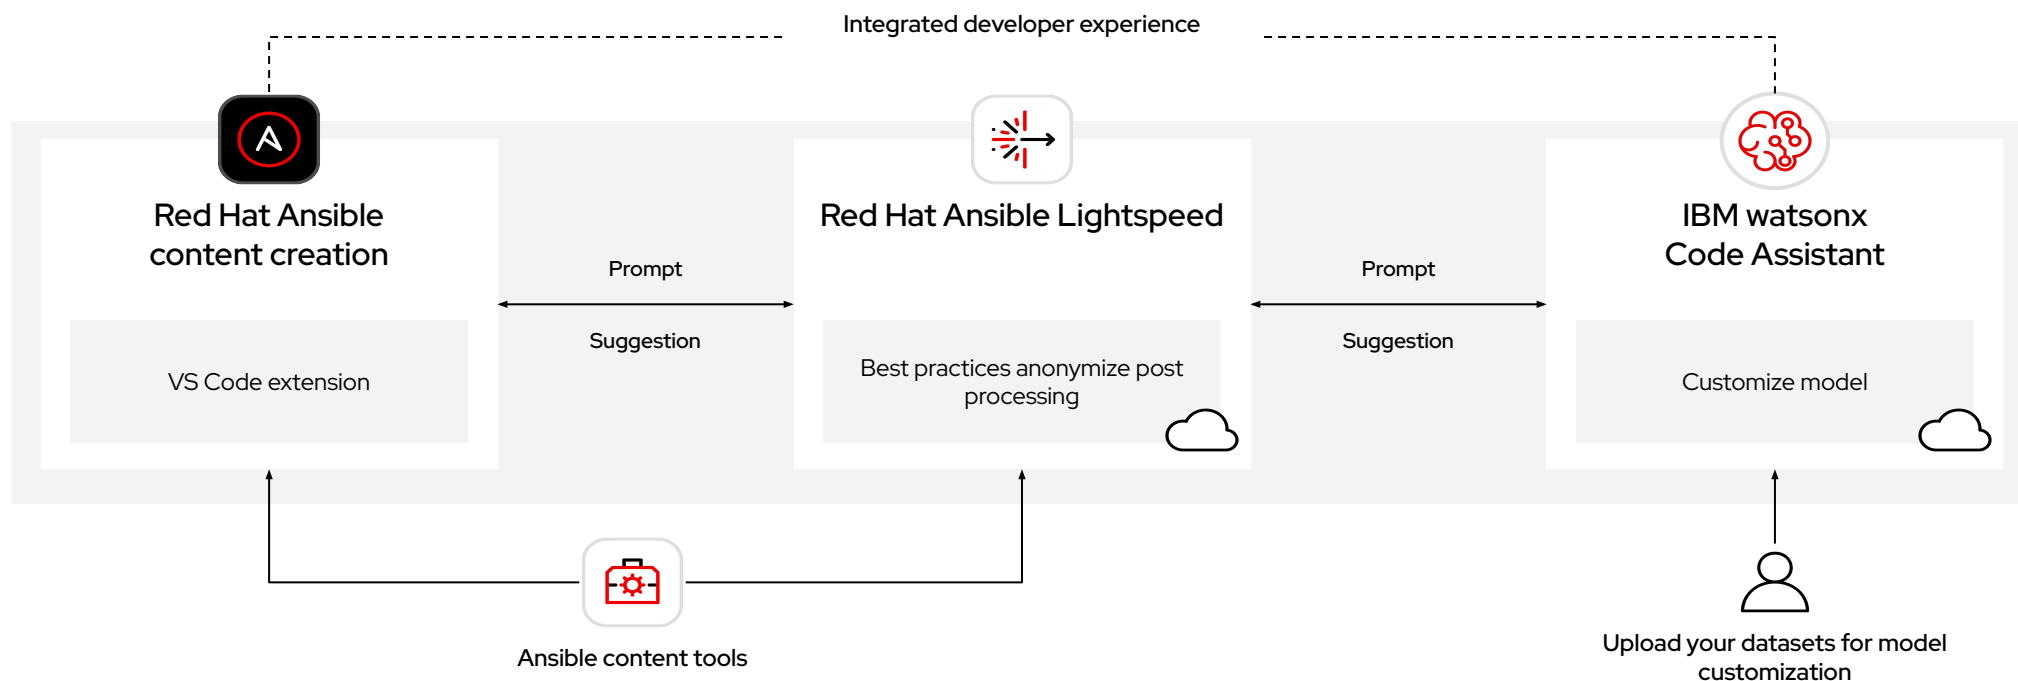 Integrated developer experience
Red Hat Ansible
content creation
VS Code extension
Prompt
Suggestion
Red Hat Ansible Lightspeed
Best practices anonymize post
processing
Prompt
Suggestion
IBM watsonx
Code Assistant
Customize model
Ansible content tools
Upload your datasets for model
customization